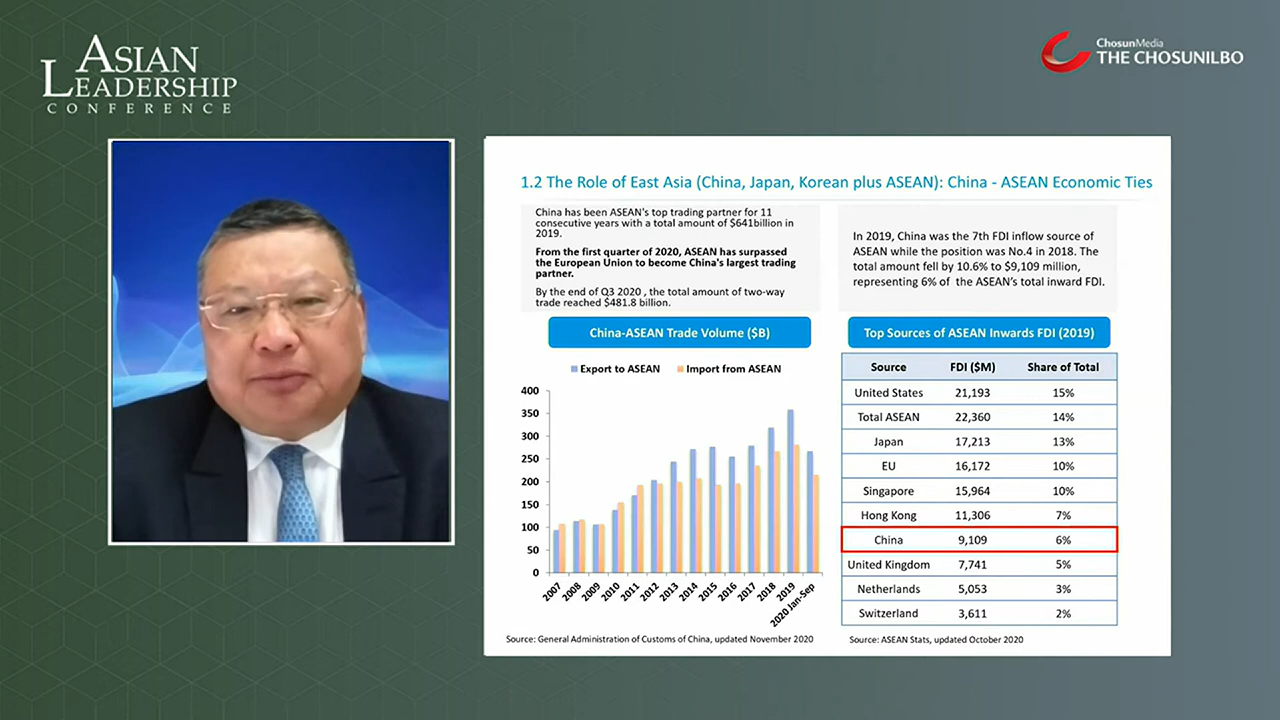 ASIAN
LEADERSHIP
CONFERENCE
ChosunMedia
THE CHOSUNILBO
1.2 The Role of East Asia (China, Japan, Korean plus ASEAN): China - ASEAN Economic Ties
China has been ASEAN's top trading partner for 11
consecutive years with a total amount of $641billion in
2019.
From the first quarter of 2020, ASEAN has surpassed
the European Union to become China's largest trading
partner.
By the end of Q3 2020 , the total amount of two-way
trade reached $481.8 billion.
In 2019, China was the 7th FDI inflow source of
ASEAN while the position was No.4 in 2018. The
total amount fell by 10.6% to $9,109 million,
representing 6% of the ASEAN's total inward FDI.
China-ASEAN Trade Volume ($B)
Export to ASEAN Import from ASEAN
400
350
300
250
200
150
100
50
0
2007 2008 2009 2010 2011 2012 2013 2014 2015 2016 2017 2018 2019 2020 Jan-Sep
Source: General Administration of Customs of China, updated November 2020
Top Sources of ASEAN Inwards FDI (2019)
Source FDI ($M) Share of Total
United States 21,193 15%
Total ASEAN 22,360 14%
Japan 17,213 13%
EU 16,172 10%
Singapore 15,964 10%
Hong Kong 11,306 7%
China 9,109 6%
United Kingdom 7,741 5%
Netherlands 5,053 3%
Switzerland 3,611 2%
Source: ASEAN Stats, updated October 2020